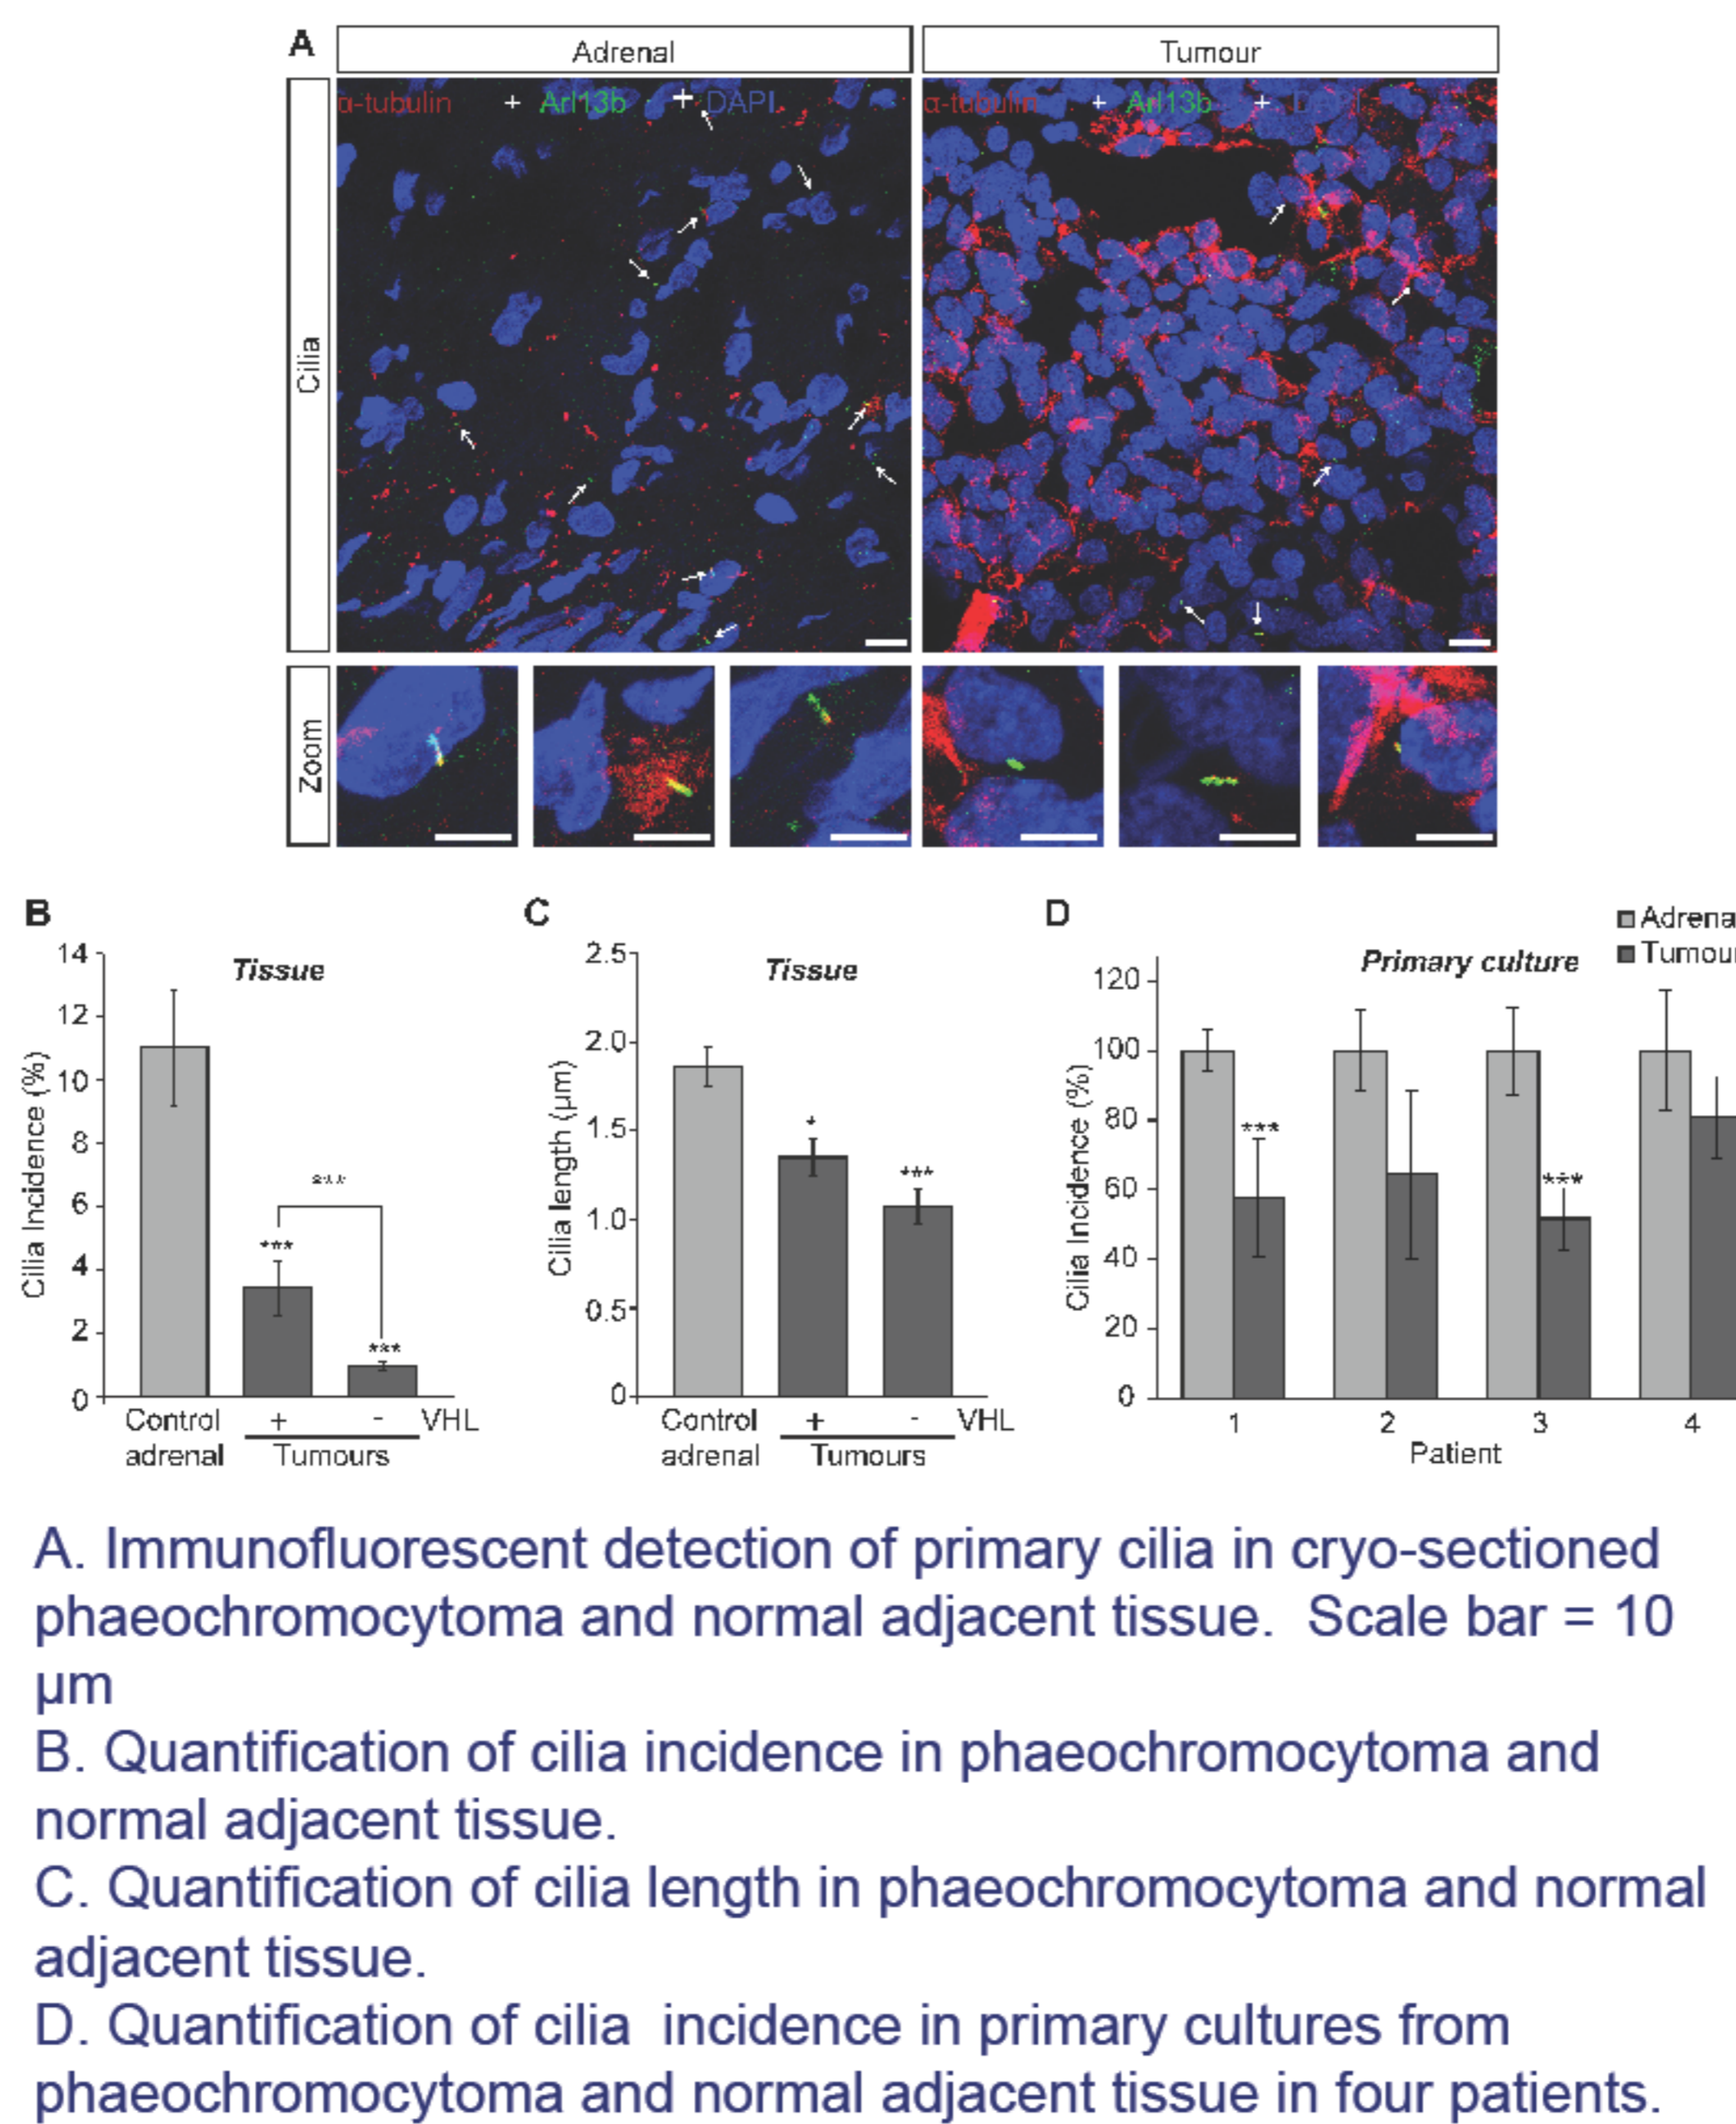 A
Adrenal
Tumour
α-tubulin + Arl13b + DAPI
α-tubulin + Arl13b + DAPI
Cilia
Zoom
B
Tissue
Cilia Incidence (%)
14
12
10
8
6
4
2
0
***
***
***
Control adrenal
+
-
VHL
Tumours
C
Tissue
Cilia length (μm)
2.5
2.0
1.5
1.0
0.5
0
*
***
Control adrenal
+
-
VHL
Tumours
D
Primary culture
Adrena
Tumour
Cilia Incidence (%)
120
100
80
60
40
20
0
***
***
1 2 3 4
Patient
A. Immunofluorescent detection of primary cilia in cryo-sectioned
phaeochromocytoma and normal adjacent tissue.  Scale bar = 10
μm
B. Quantification of cilia incidence in phaeochromocytoma and
normal adjacent tissue.
C. Quantification of cilia length in phaeochromocytoma and normal
adjacent tissue.
D. Quantification of cilia  incidence in primary cultures from
phaeochromocytoma and normal adjacent tissue in four patients.